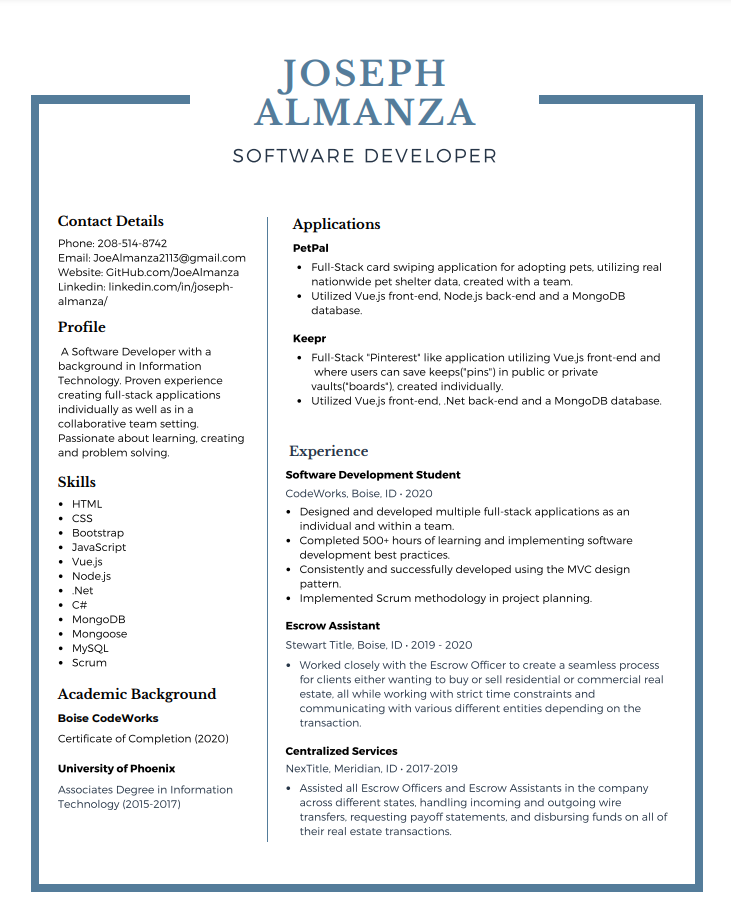 JOSEPH
ALMANZA
SOFTWARE DEVELOPER
Contact Details
Phone: 208-514-8742
Email: JoeAlmanza2113@gmail.com
Website: GitHub.com/JoeAlmanza
Linkedin: linkedin.com/in/joseph-
almanza/
Profile
A Software Developer with a
background in Information
Technology. Proven experience
creating full-stack applications
individually as well as in a
collaborative team setting.
Passionate about learning, creating
and problem solving.
Skills
• HTML
• CSS
• Bootstrap
• JavaScript
• Vue.js
• Node.js
• .Net
• C#
• MongoDB
• Mongoose
• MySQL
• Scrum
Academic Background
Boise CodeWorks
Certificate of Completion (2020)
University of Phoenix
Associates Degree in Information
Technology (2015-2017)
Applications
PetPal
• Full-Stack card swiping application for adopting pets, utilizing real
nationwide pet shelter data, created with a team.
• Utilized Vue.js front-end, Node.js back-end and a MongoDB
database.
Keepr
• Full-Stack "Pinterest" like application utilizing Vue.js front-end and
where users can save keeps("pins") in public or private
vaults("boards"), created individually.
• Utilized Vue.js front-end, .Net back-end and a MongoDB database.
Experience
Software Development Student
CodeWorks, Boise, ID • 2020
• Designed and developed multiple full-stack applications as an
individual and within a team.
• Completed 500+ hours of learning and implementing software
development best practices.
• Consistently and successfully developed using the MVC design
pattern.
• Implemented Scrum methodology in project planning.
Escrow Assistant
Stewart Title, Boise, ID • 2019 - 2020
• Worked closely with the Escrow Officer to create a seamless process
for clients either wanting to buy or sell residential or commercial real
estate, all while working with strict time constraints and
communicating with various different entities depending on the
transaction.
Centralized Services
NexTitle, Meridian, ID • 2017-2019
• Assisted all Escrow Officers and Escrow Assistants in the company
across different states, handling incoming and outgoing wire
transfers, requesting payoff statements, and disbursing funds on all of
their real estate transactions.